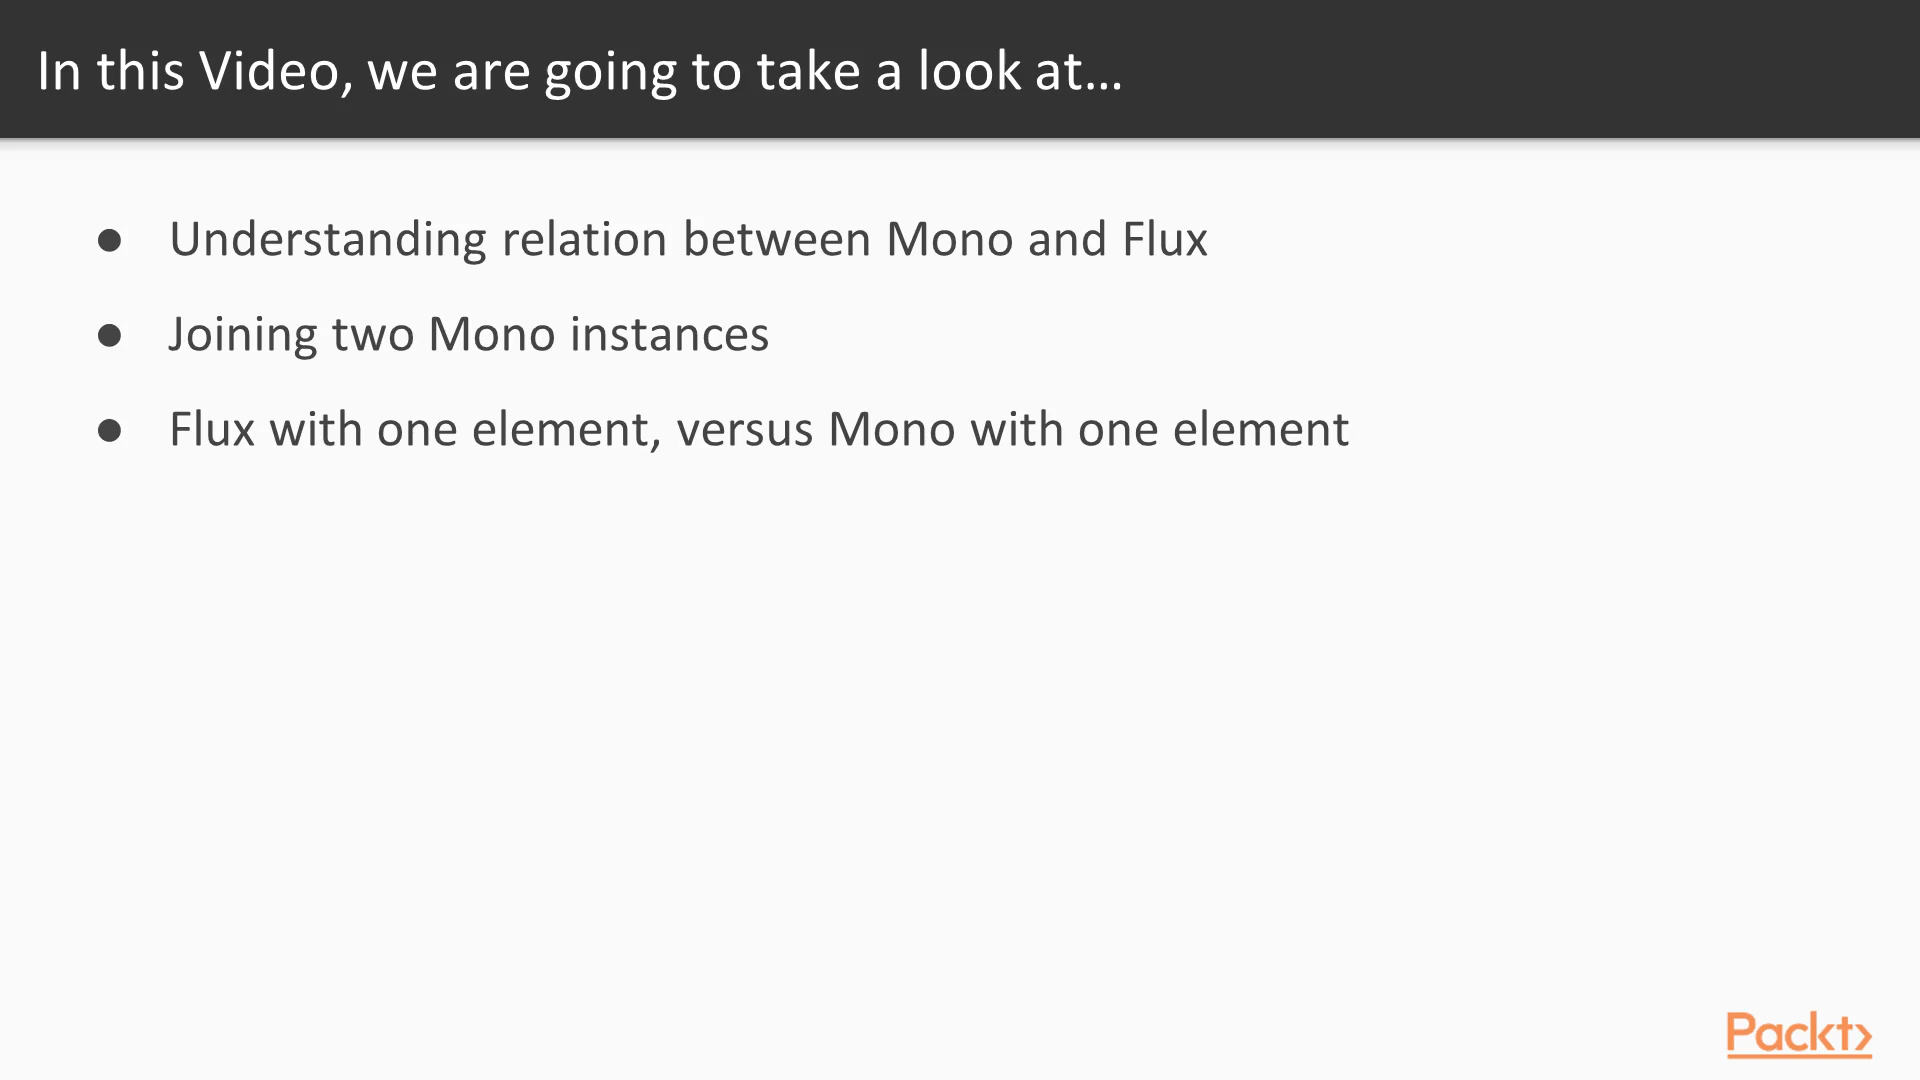 In this Video, we are going to take a look at…
● Understanding relation between Mono and Flux
● Joining two Mono instances
● Flux with one element, versus Mono with one element
Packt>